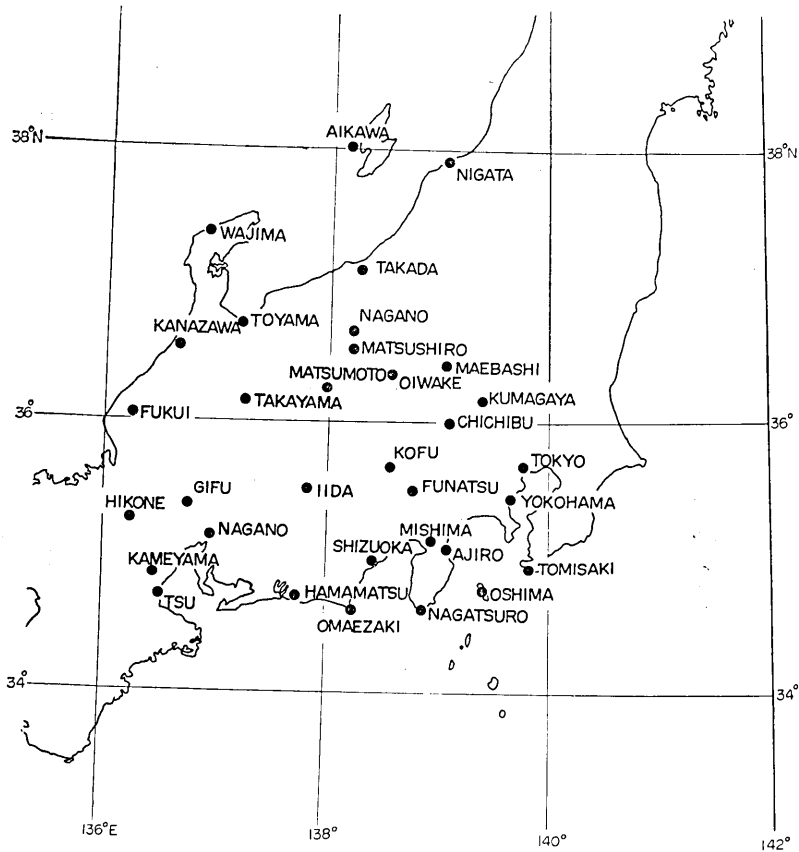 AIKAWA
38°N
38°N
NIGATA
WAJIMA
TAKADA
NAGANO
TOYAMA
KANAZAWA
MATSUSHIRO
MAEBASHI
MATSUMOTO
OIWAKE
KUMAGAYA
TAKAYAMA
36°
FUKUI
CHICHIBU
36°
KOFU
TOKYO
GIFU
IIDA
FUNATSU
HIKONE
YOKOHAMA
NAGANO
MISHIMA
SHIZUOKA
AJIRO
KAMEYAMA
TOMISAKI
HAMAMATSU
OSHIMA
TSU
NAGATSURO
OMAEZAKI
34°
34°
136°E
138°
140°
142°